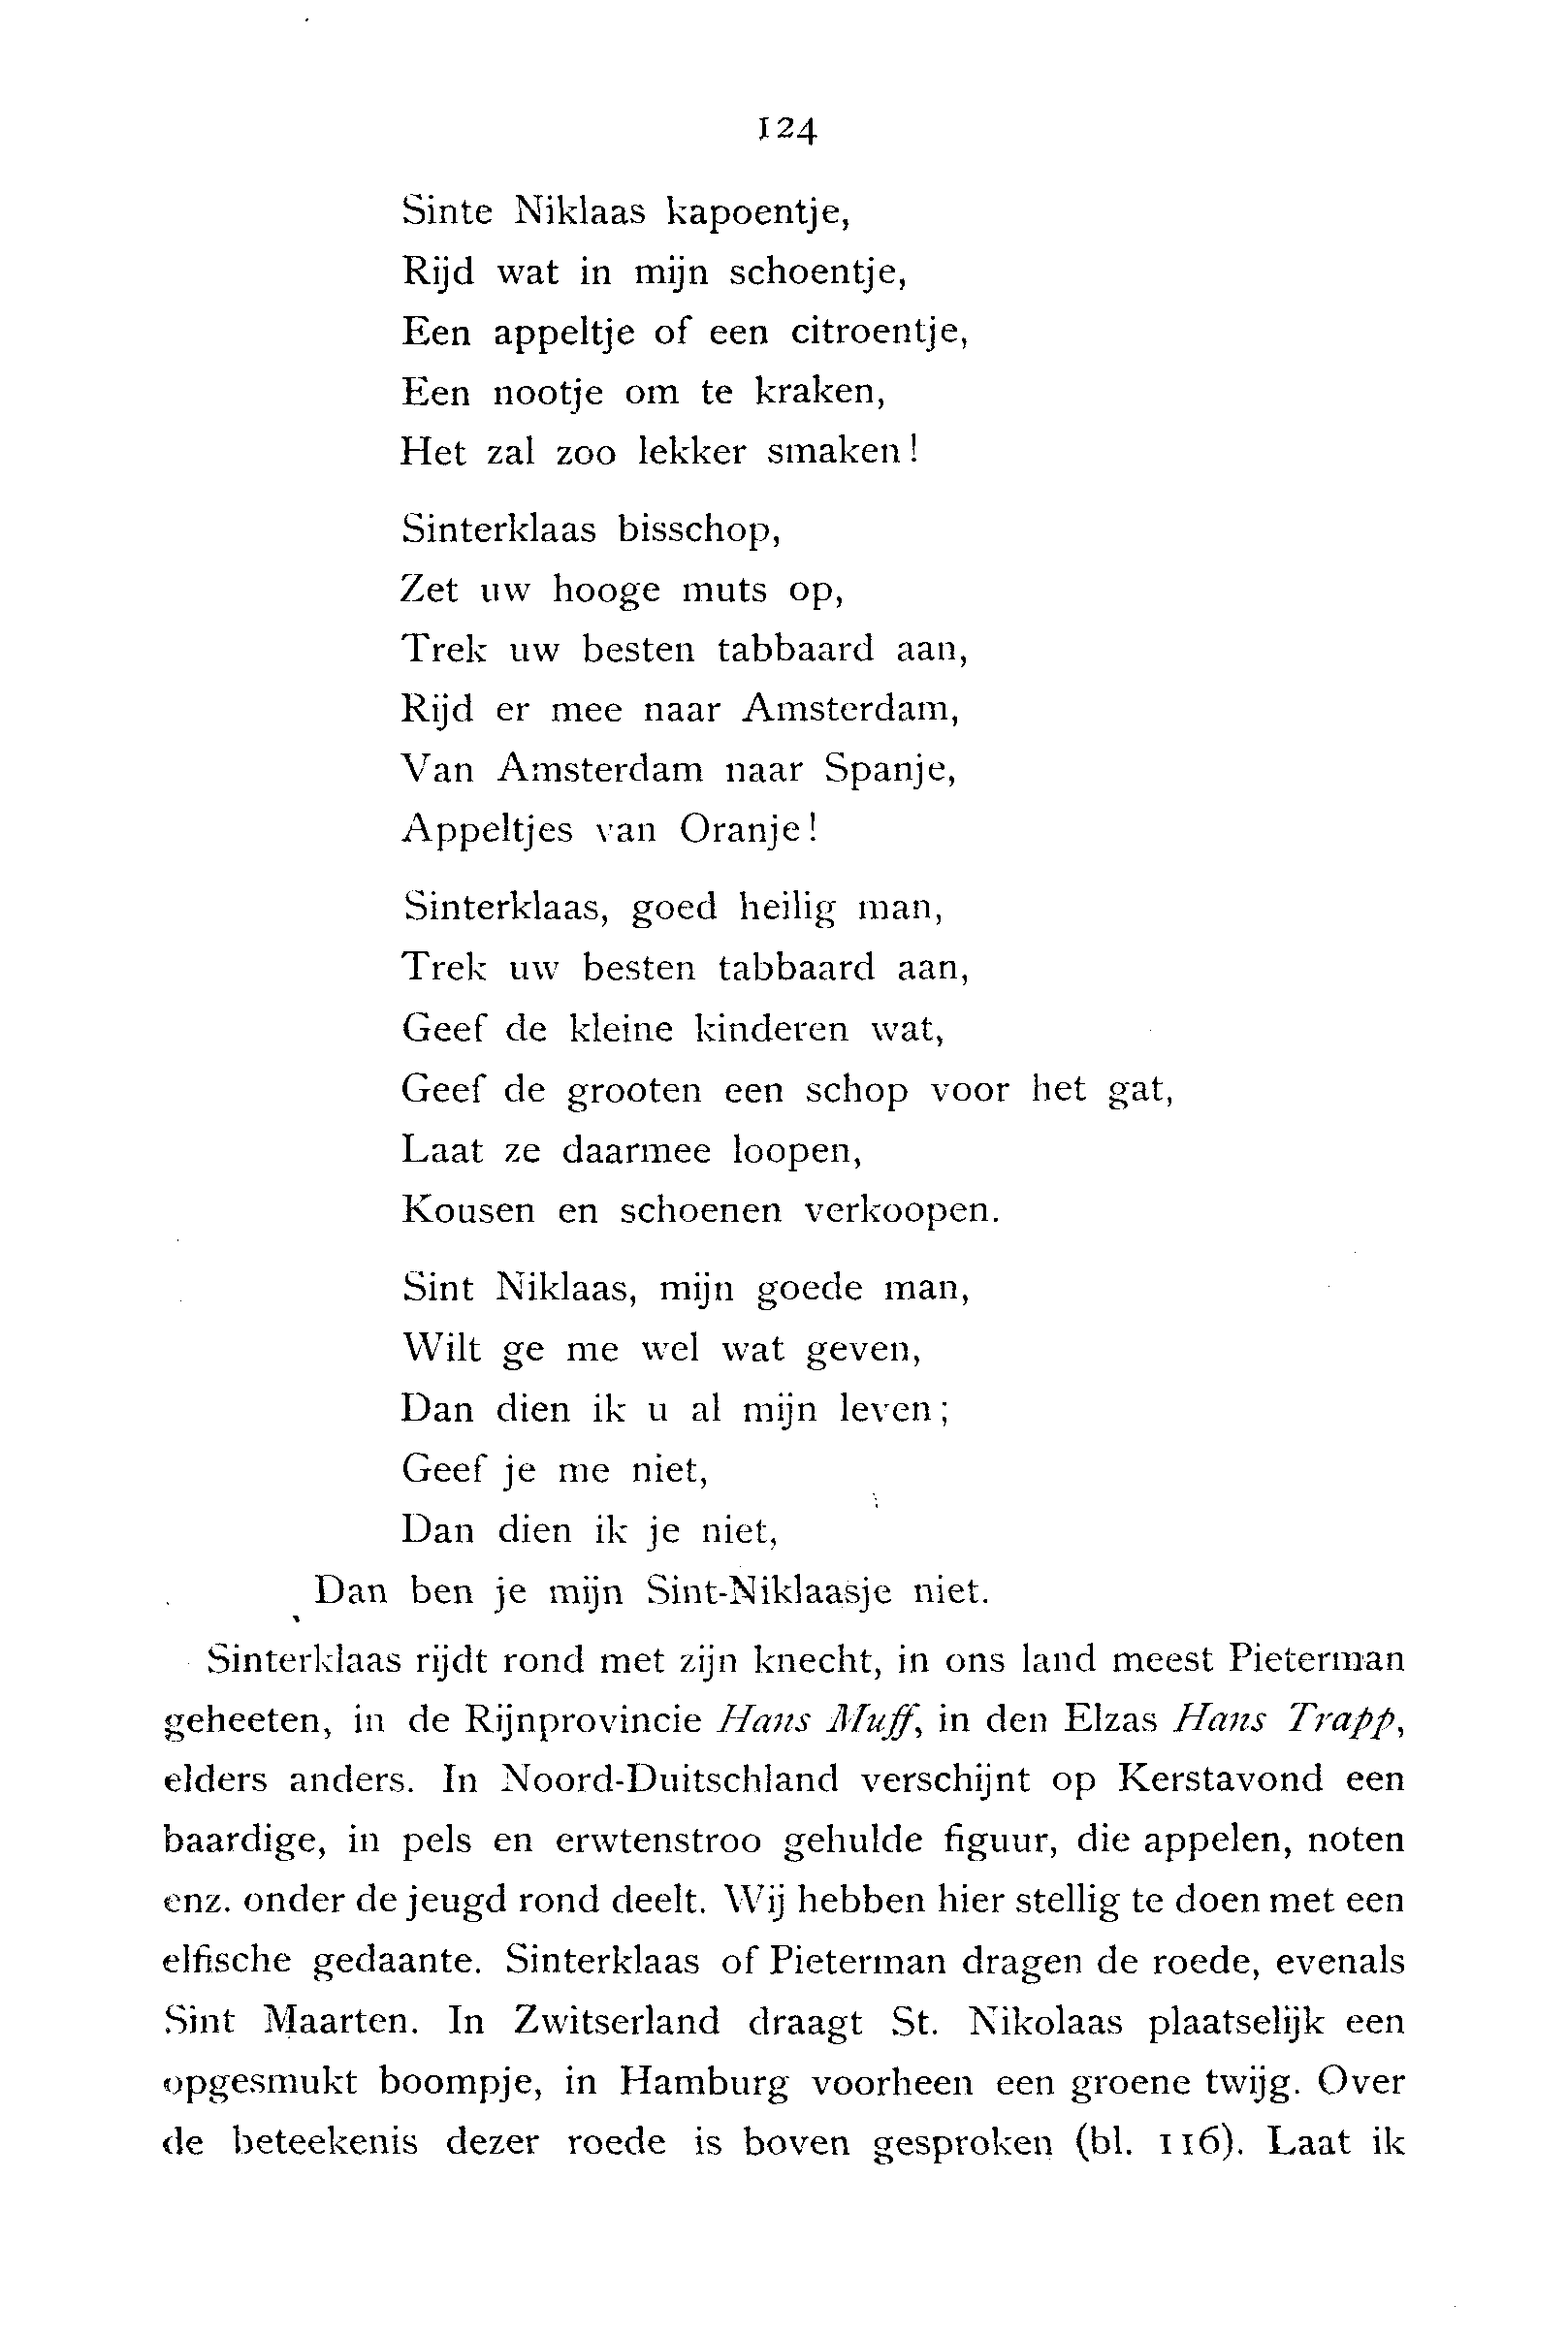 124
Sinte Niklaas kapoentje,
Rijd wat in mijn schoentje,
Een appeltje of een citroentje,
Een nootje om te kraken,
Het zal zoo lekker smaken!
Sinterklaas bisschop,
Zet uw hooge muts op,
Trek uw besten tabbaard aan,
Rijd er mee naar Amsterdam,
Van Amsterdam naar Spanje,
Appeltjes van Oranje!
Sinterklaas, goed heilig man,
Trek uw besten tabbaard aan,
Geef de kleine kinderen wat,
Geef de grooten een schop voor het gat,
Laat ze daarmee loopen,
Kousen en schoenen verkoopen.
Sint Niklaas, mijn goede man,
Wilt ge me wel wat geven,
Dan dien ik u al mijn leven;
Geef je me niet,
Dan dien ik je niet,
Dan ben je mijn Sint-Niklaasje niet.
Sinterklaas rijdt rond met zijn knecht, in ons land meest Pieterman
geheeten, in de Rijnprovincie Hans Muff, in den Elzas Hans Trapp,
elders anders. In Noord-Duitschland verschijnt op Kerstavond een
baardige, in pels en erwtenstroo gehulde figuur, die appelen, noten
enz. onder de jeugd rond deelt. Wij hebben hier stellig te doen met een
elfische gedaante. Sinterklaas of Pieterman dragen de roede, evenals
Sint Maarten. In Zwitserland draagt St. Nikolaas plaatselijk een
opgesmukt boompje, in Hamburg voorheen een groene twijg. Over
de beteekenis dezer roede is boven gesproken (bl. 116). Laat ik